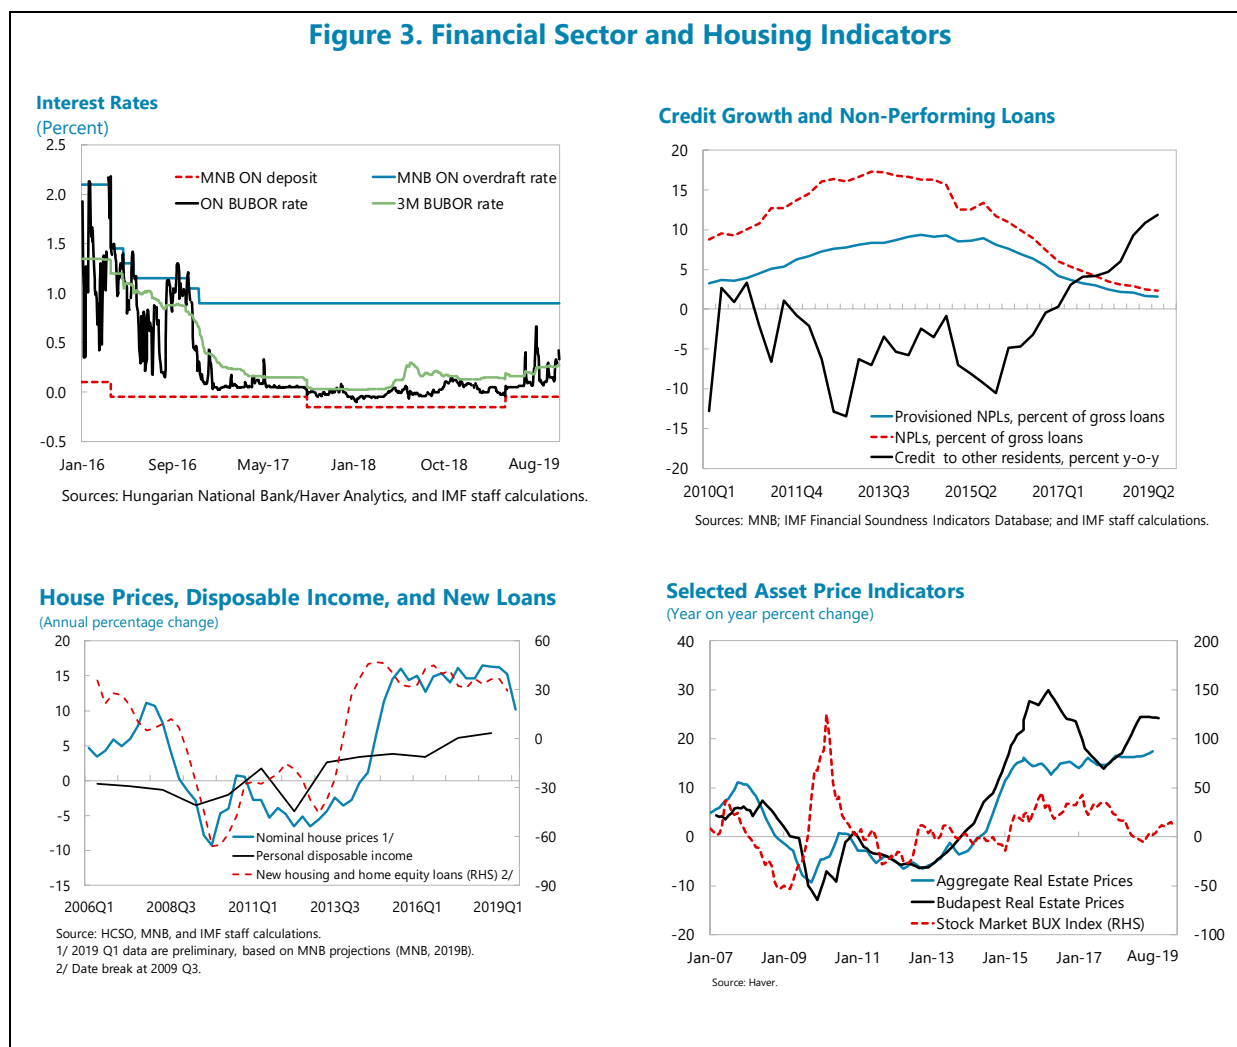 Figure 3. Financial Sector and Housing Indicators
Interest Rates
(Percent)
2.5
2.0
1.5
1.0
0.5
0.0
-0.5
MNB ON deposit
MNB ON overdraft rate
ON BUBOR rate
3M BUBOR rate
Jan-16 Sep-16 May-17 Jan-18 Oct-18 Aug-19
Sources: Hungarian National Bank/Haver Analytics, and IMF staff calculations.
Credit Growth and Non-Performing Loans
20
15
10
5
0
-5
-10
-15
-20
Provisioned NPLs, percent of gross loans
NPLs, percent of gross loans
Credit to other residents, percent y-o-y
2010Q1 2011Q4 2013Q3 2015Q2 2017Q1 2019Q2
Sources: MNB; IMF Financial Soundness Indicators Database; and IMF staff calculations.
House Prices, Disposable Income, and New Loans
(Annual percentage change)
20
15
10
5
0
-5
-10
-15
60
30
0
-30
-60
-90
Nominal house prices 1/
Personal disposable income
New housing and home equity loans (RHS) 2/
2006Q1 2008Q3 2011Q1 2013Q3 2016Q1 2019Q1
Source: HCSO, MNB, and IMF staff calculations.
1/ 2019 Q1 data are preliminary, based on MNB projections (MNB, 2019B).
2/ Date break at 2009 Q3.
Selected Asset Price Indicators
(Year on year percent change)
40
30
20
10
0
-10
-20
200
150
100
50
0
-50
-100
Aggregate Real Estate Prices
Budapest Real Estate Prices
Stock Market BUX Index (RHS)
Jan-07 Jan-09 Jan-11 Jan-13 Jan-15 Jan-17 Aug-19
Source: Haver.